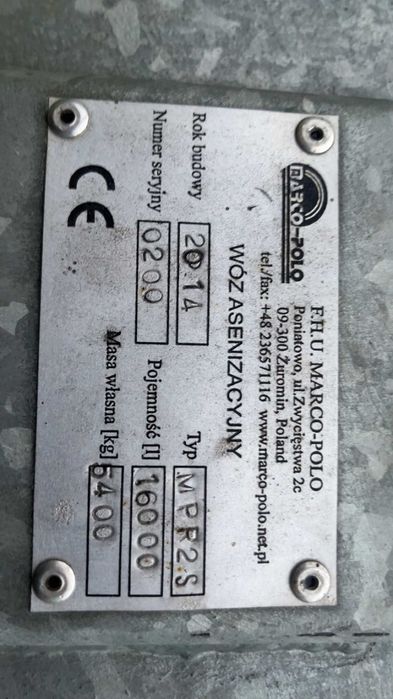 MARCO-POLO
F.H.U. MARCO-POLO
Poniatowo, ul.Zwycięstwa 2c
09-300 Żuromin, Poland
tel./fax: +48 236571116 www.marco-polo.net.pl
WÓZ ASENIZACYJNY
Rok budowy 2014 Typ MPR2S
Numer seryjny 0200 Pojemność [l] 16000
CE Masa własna [kg] 5400